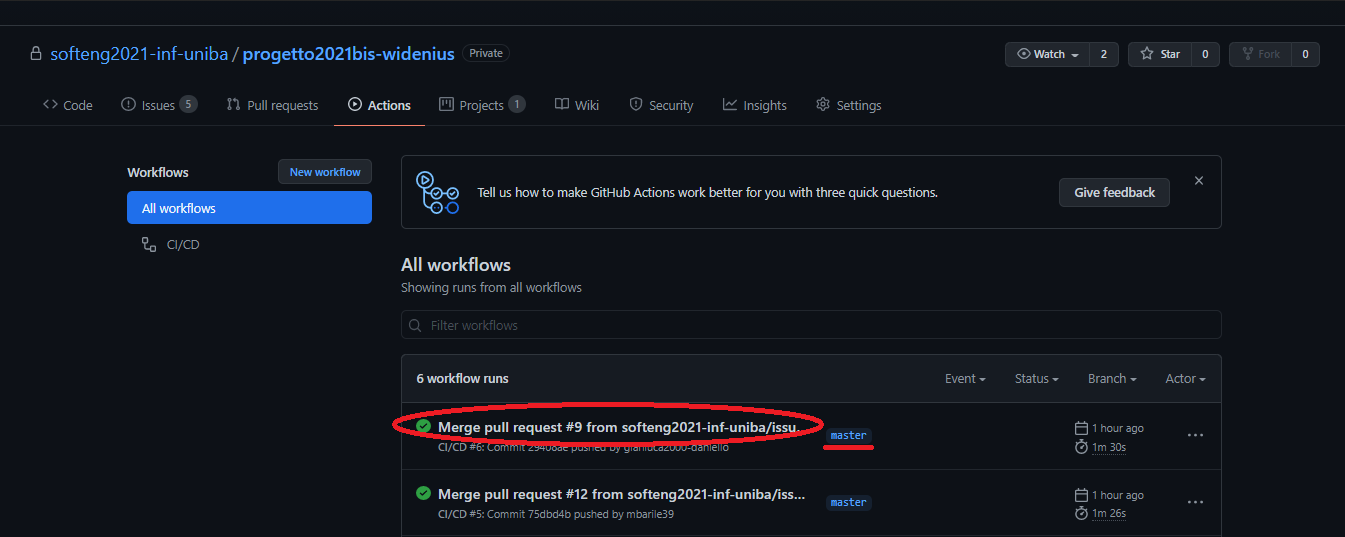 softeng2021-inf-uniba / progetto2021bis-widenius Private Watch 2 Star 0 Fork 0
Code Issues 5 Pull requests Actions Projects 1 Wiki Security Insights Settings
Workflows New workflow
All workflows
CI/CD
Tell us how to make GitHub Actions work better for you with three quick questions. Give feedback
All workflows
Showing runs from all workflows
Filter workflows
6 workflow runs Event Status Branch Actor
Merge pull request #9 from softeng2021-inf-uniba/issu... master 1 hour ago
CI/CD #6: Commit 29408ae pushed by gianluca2000-daniello 1m 30s
Merge pull request #12 from softeng2021-inf-uniba/iss... master 1 hour ago
CI/CD #5: Commit 75dbd4b pushed by mbarile39 1m 26s